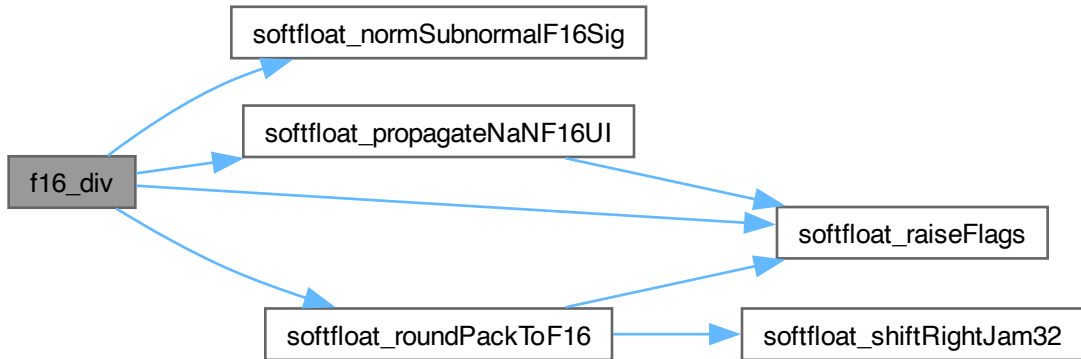 softfloat_normSubnormalF16Sig
softfloat_propagateNaNF16UI
f16_div
softfloat_raiseFlags
softfloat_roundPackToF16
softfloat_shiftRightJam32